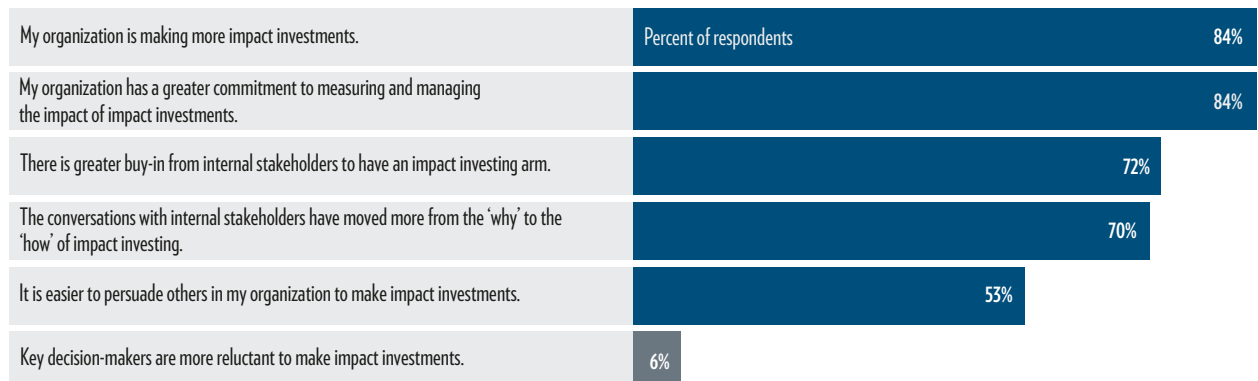 My organization is making more impact investments.
Percent of respondents
84%
My organization has a greater commitment to measuring and managing
the impact of impact investments.
84%
There is greater buy-in from internal stakeholders to have an impact investing arm.
72%
The conversations with internal stakeholders have moved more from the ‘why’ to the
‘how’ of impact investing.
70%
It is easier to persuade others in my organization to make impact investments.
53%
Key decision-makers are more reluctant to make impact investments.
6%